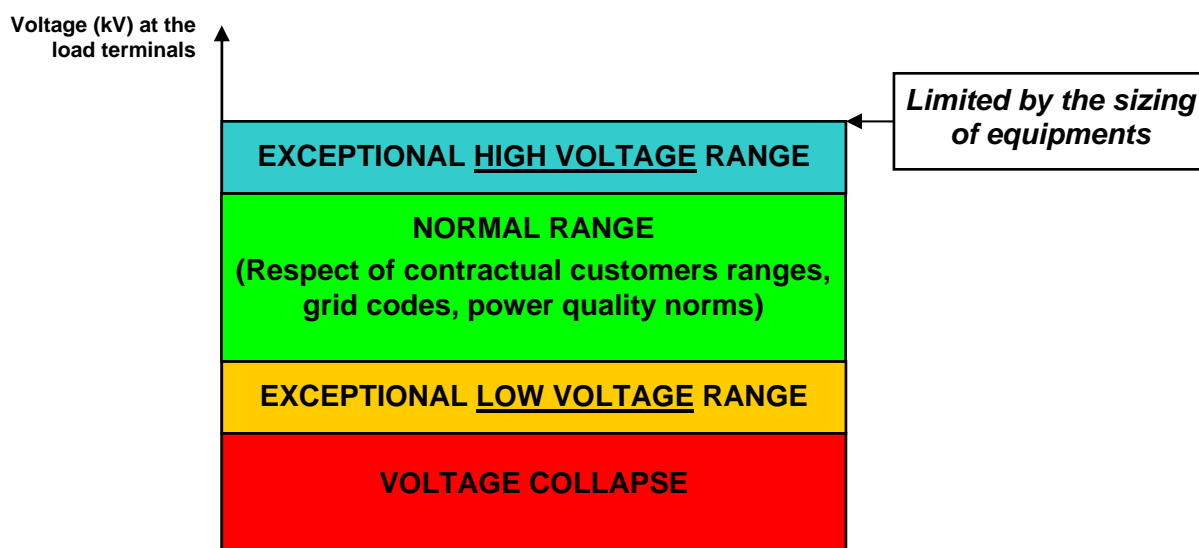 Voltage (kV) at the
load terminals
Limited by the sizing
of equipments
EXCEPTIONAL HIGH VOLTAGE RANGE
NORMAL RANGE
(Respect of contractual customers ranges,
grid codes, power quality norms)
EXCEPTIONAL LOW VOLTAGE RANGE
VOLTAGE COLLAPSE